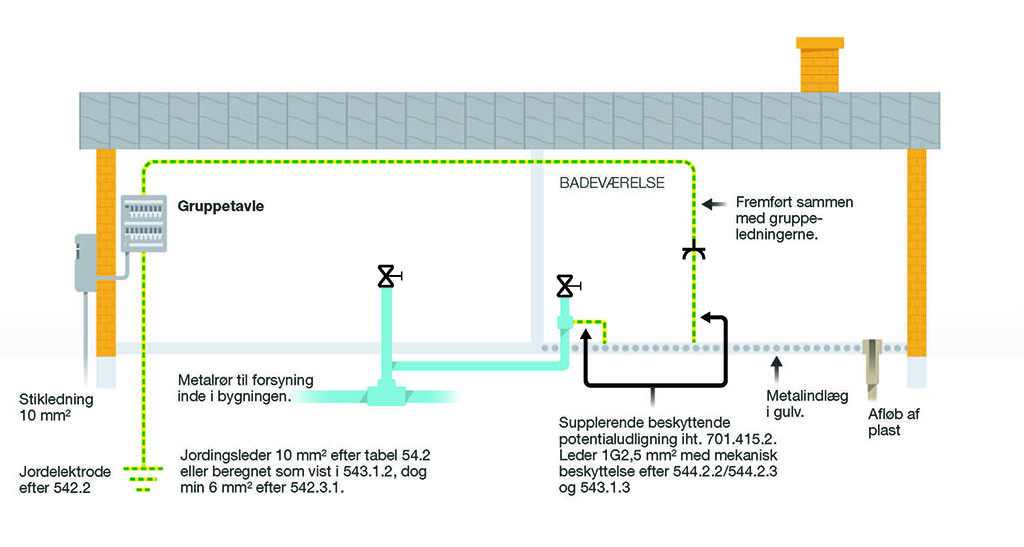 BADEVÆRELSE
Gruppetavle
Fremført sammen
med gruppe-
ledningerne.
Stikledning
10 mm²
Metalrør til forsyning
inde i bygningen.
Metalindlæg
i gulv.
Afløb af
plast
Supplerende beskyttende
potentialudligning iht. 701.415.2.
Leder 1G2,5 mm² med mekanisk
beskyttelse efter 544.2.2/544.2.3
og 543.1.3
Jordelektrode
efter 542.2
Jordingsleder 10 mm² efter tabel 54.2
eller beregnet som vist i 543.1.2, dog
min 6 mm² efter 542.3.1.